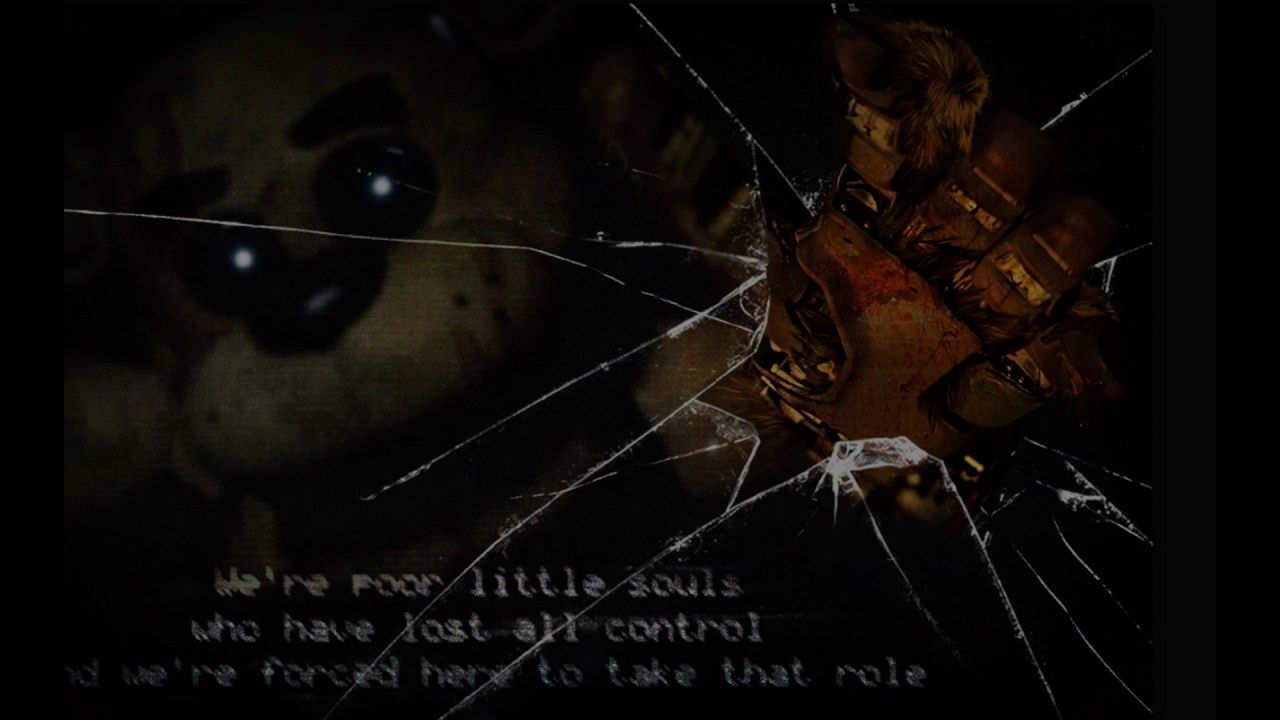 We're poor little souls
who have lost all control
nd we're forced here to take that role